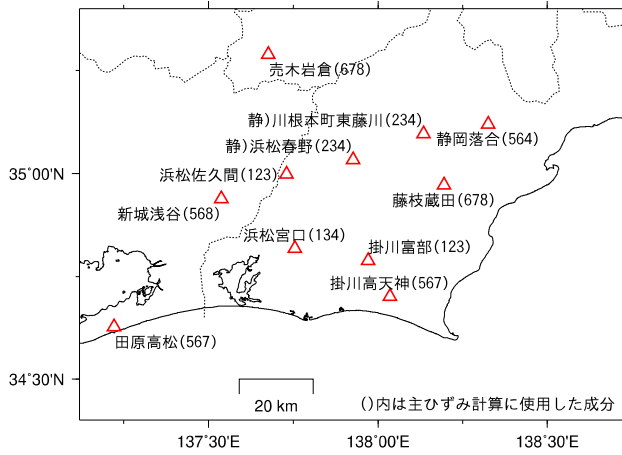 売木岩倉(678)
静)川根本町東藤川(234)
静岡落合(564)
静)浜松春野(234)
35°00'N
浜松佐久間(123)
藤枝蔵田(678)
新城浅谷(568)
浜松宮口(134)
掛川富部(123)
掛川高天神(567)
田原高松(567)
34°30'N
20 km
()内は主ひずみ計算に使用した成分
137°30'E
138°00'E
138°30'E